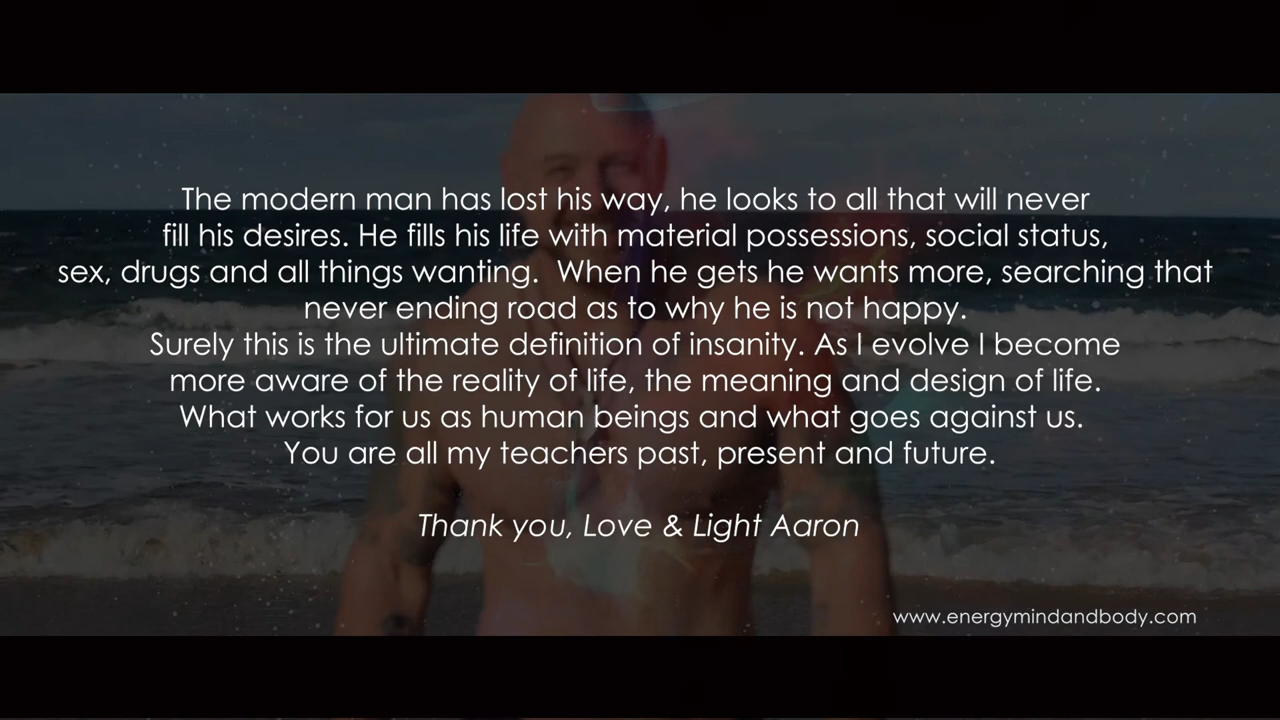 The modern man has lost his way, he looks to all that will never
fill his desires. He fills his life with material possessions, social status,
sex, drugs and all things wanting.  When he gets he wants more, searching that
never ending road as to why he is not happy.
Surely this is the ultimate definition of insanity. As I evolve I become
more aware of the reality of life, the meaning and design of life.
What works for us as human beings and what goes against us.
You are all my teachers past, present and future.
Thank you, Love & Light Aaron
www.energymindandbody.com